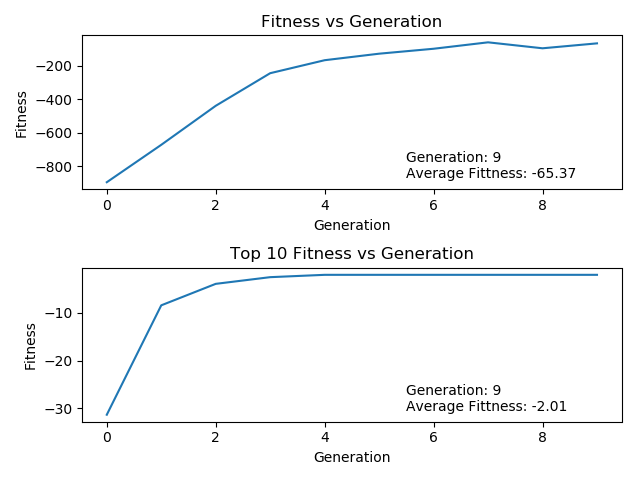 Fitness vs Generation
Fitness
−200
−400
−600
−800
Generation: 9
Average Fittness: -65.37
0 2 4 6 8
Generation
Top 10 Fitness vs Generation
Fitness
−10
−20
−30
Generation: 9
Average Fittness: -2.01
0 2 4 6 8
Generation